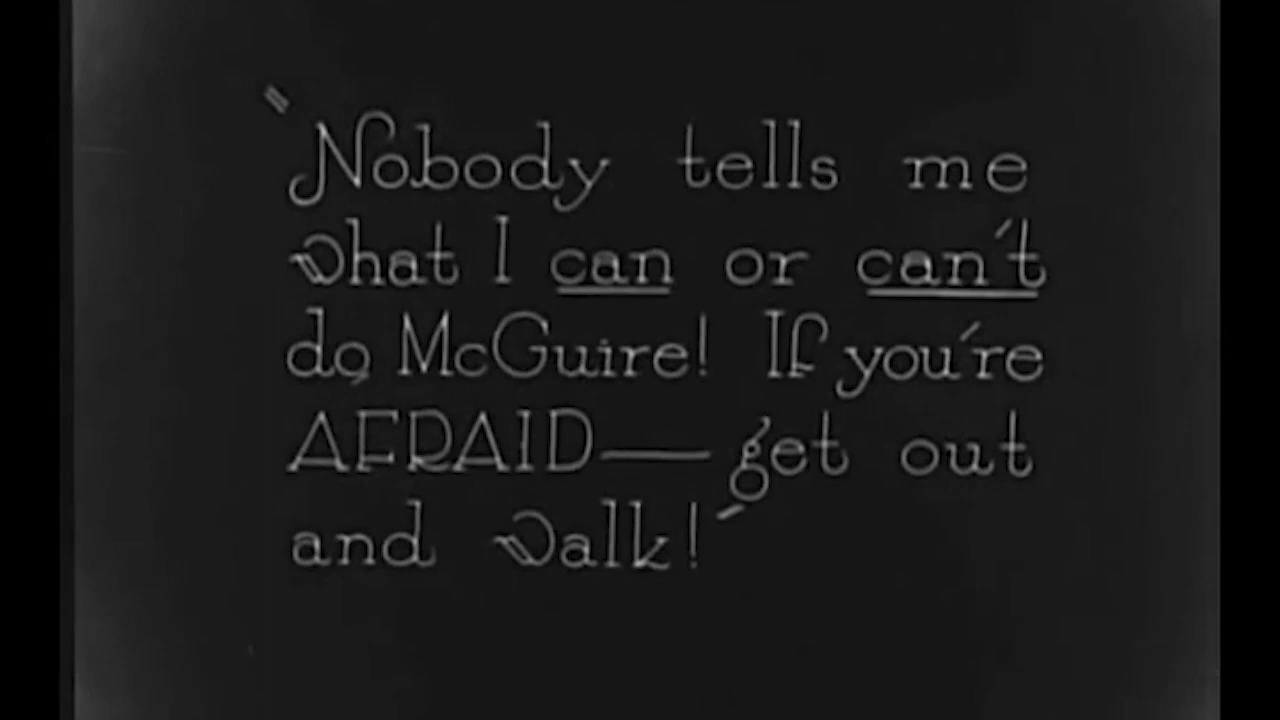 "Nobody tells me
what I can or can't
do, McGuire! If you're
AFRAID— get out
and walk!"